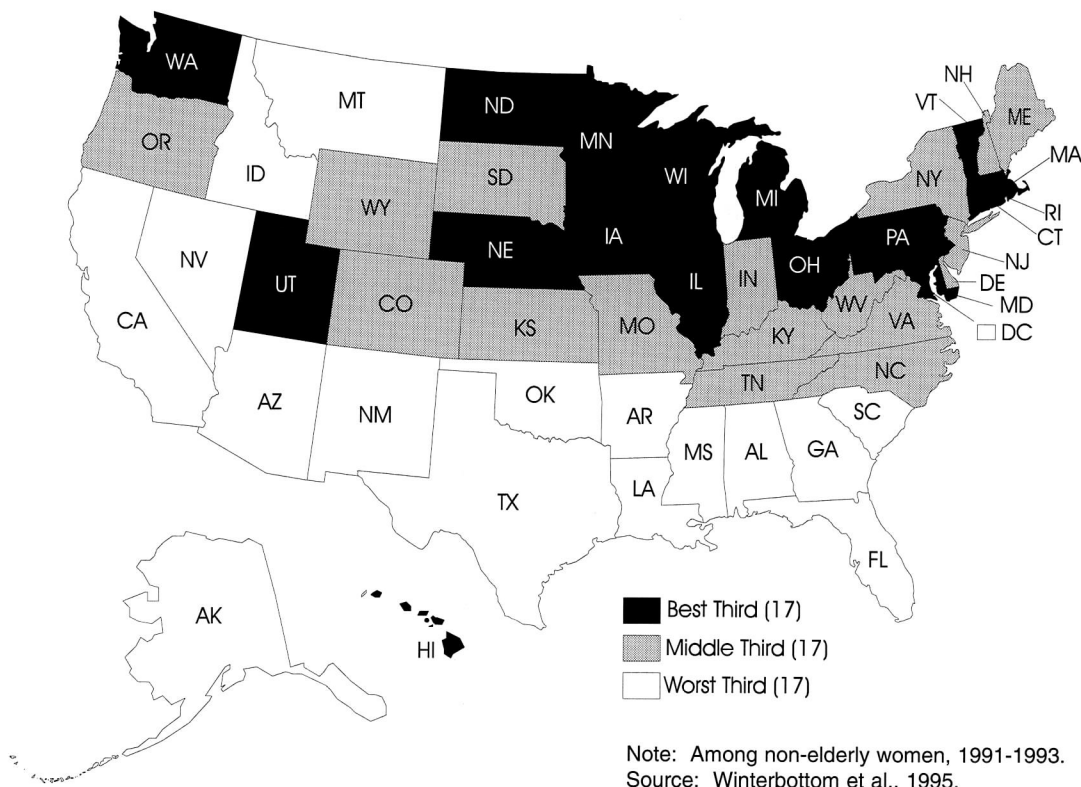 WA
MT
ND
MN
OR
ID
WY
SD
WI
MI
NY
VT
NH
ME
MA
RI
CT
NJ
DE
MD
DC
PA
OH
IN
IL
IA
NE
NV
UT
CO
KS
MO
KY
WV
VA
CA
AZ
NM
OK
AR
TN
NC
SC
MS
AL
GA
LA
TX
FL
AK
HI
Best Third (17)
Middle Third (17)
Worst Third (17)
Note: Among non-elderly women, 1991-1993.
Source: Winterbottom et al., 1995.